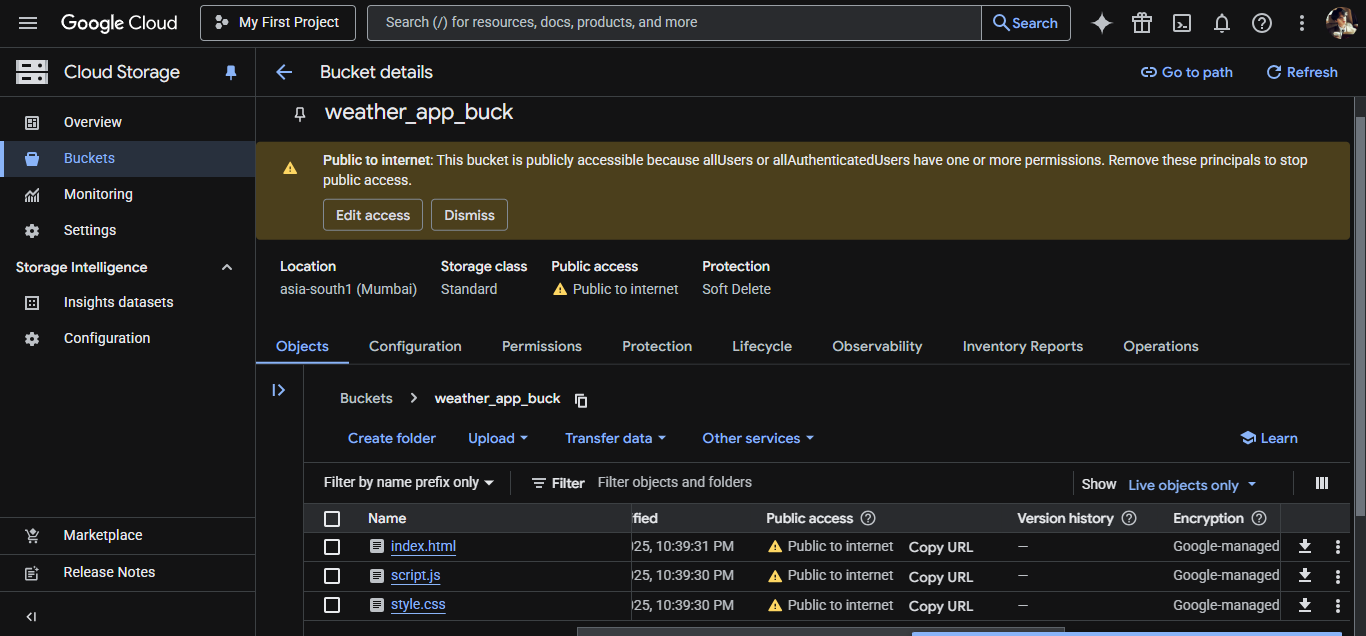 Google Cloud
My First Project
Search (/) for resources, docs, products, and more
Search
Cloud Storage
Bucket details
Go to path
Refresh
Overview
Buckets
Monitoring
Settings
Storage Intelligence
Insights datasets
Configuration
Marketplace
Release Notes
weather_app_buck
Public to internet: This bucket is publicly accessible because allUsers or allAuthenticatedUsers have one or more permissions. Remove these principals to stop
public access.
Edit access
Dismiss
Location Storage class Public access Protection
asia-south1 (Mumbai) Standard Public to internet Soft Delete
Objects Configuration Permissions Protection Lifecycle Observability Inventory Reports Operations
Buckets > weather_app_buck
Create folder Upload Transfer data Other services Learn
Filter by name prefix only Filter Filter objects and folders Show Live objects only
Name fied Public access Version history Encryption
index.html 025, 10:39:31 PM Public to internet Copy URL — Google-managed
script.js 025, 10:39:30 PM Public to internet Copy URL — Google-managed
style.css 025, 10:39:30 PM Public to internet Copy URL — Google-managed